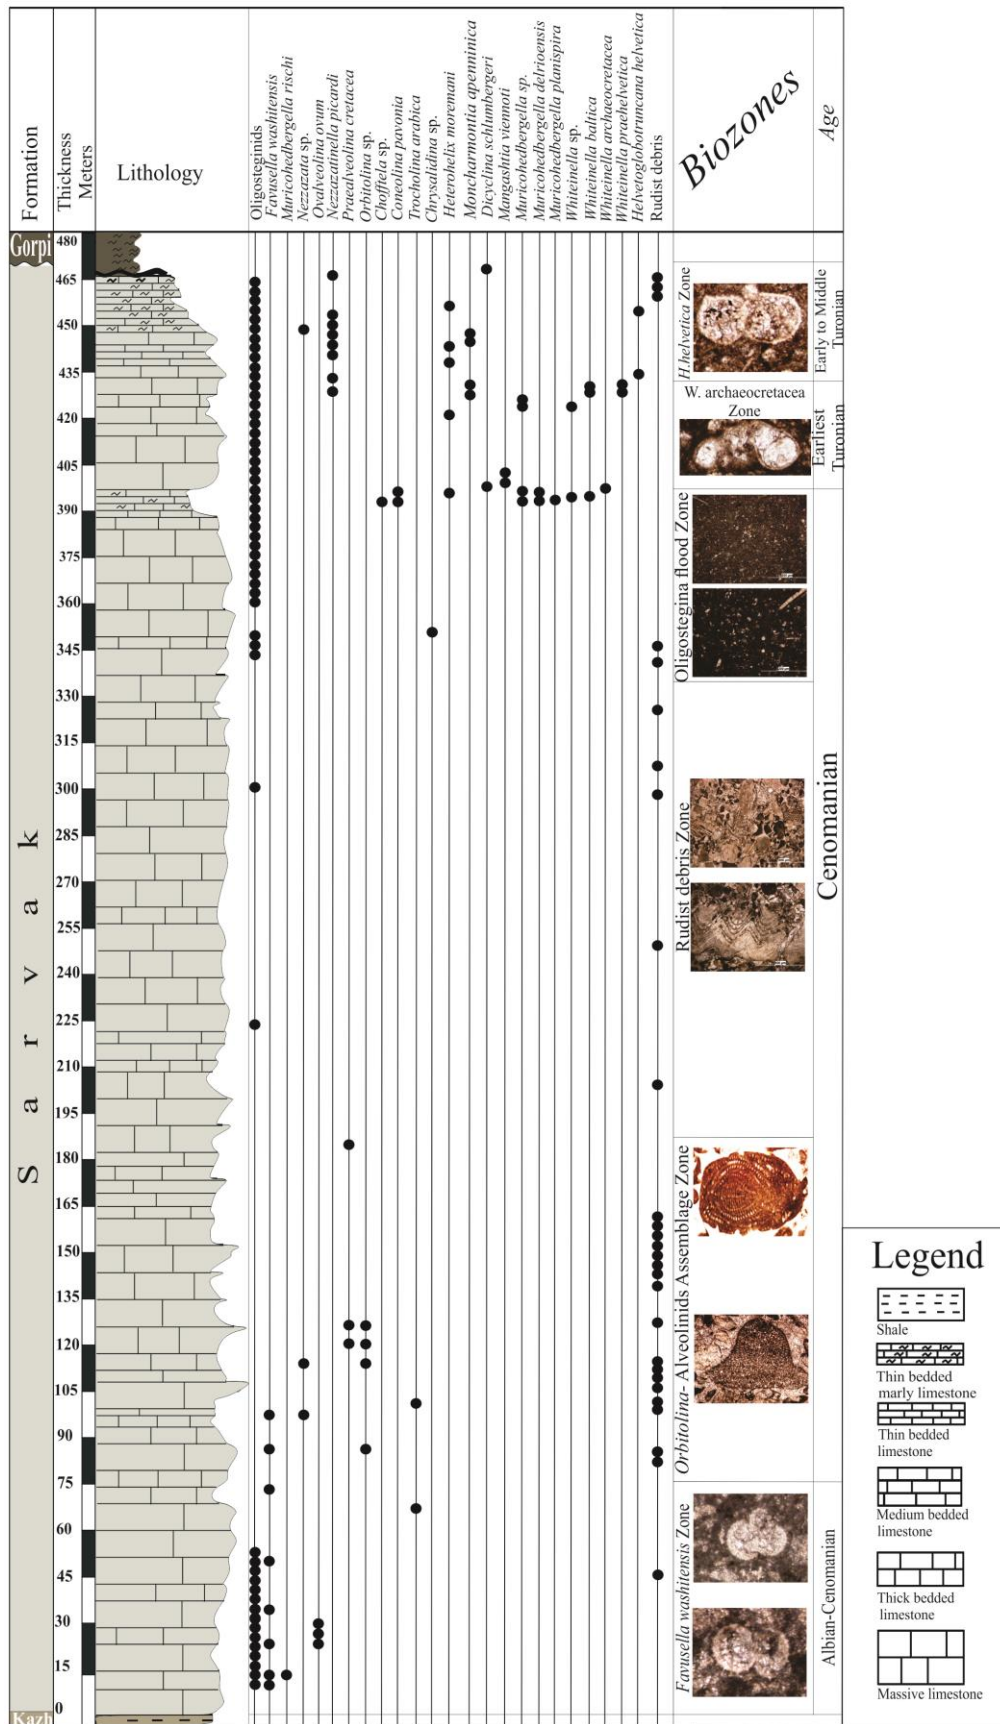 Formation
Thickness
Meters
Lithology
Oligosteginids
Favusella washitensis
Muricohedbergella rischi
Nezzazata sp.
Ovalveolina ovum
Nezzazatinella picardi
Praealveolina cretacea
Orbitolina sp.
Choffiela sp.
Coneolina pavonia
Trocholina arabica
Chrysalidina sp.
Heterohelix moremani
Moncharmontia apenninica
Dicyclina schlumbergeri
Mangashtia viennoti
Muricohedbergella sp.
Muricohedbergella delrioensis
Muricohedbergella planispira
Whiteinella sp.
Whiteinella baltica
Whiteinella archaeocretacea
Whiteinella praehelvetica
Helvetoglobotruncana helvetica
Rudist debris
Biozones
Age
Gorpi
Sarvak
Kazh
480
465
450
435
420
405
390
375
360
345
330
315
300
285
270
255
240
225
210
195
180
165
150
135
120
105
90
75
60
45
30
15
0
H.helvetica Zone
W. archaeocretacea
Zone
Oligostegina flood Zone
Rudist debris Zone
Orbitolina- Alveolinids Assemblage Zone
Favusella washitensis Zone
Early to Middle
Turonian
Earliest
Turonian
Cenomanian
Albian-Cenomanian
Legend
Shale
Thin bedded
marly limestone
Thin bedded
limestone
Medium bedded
limestone
Thick bedded
limestone
Massive limestone